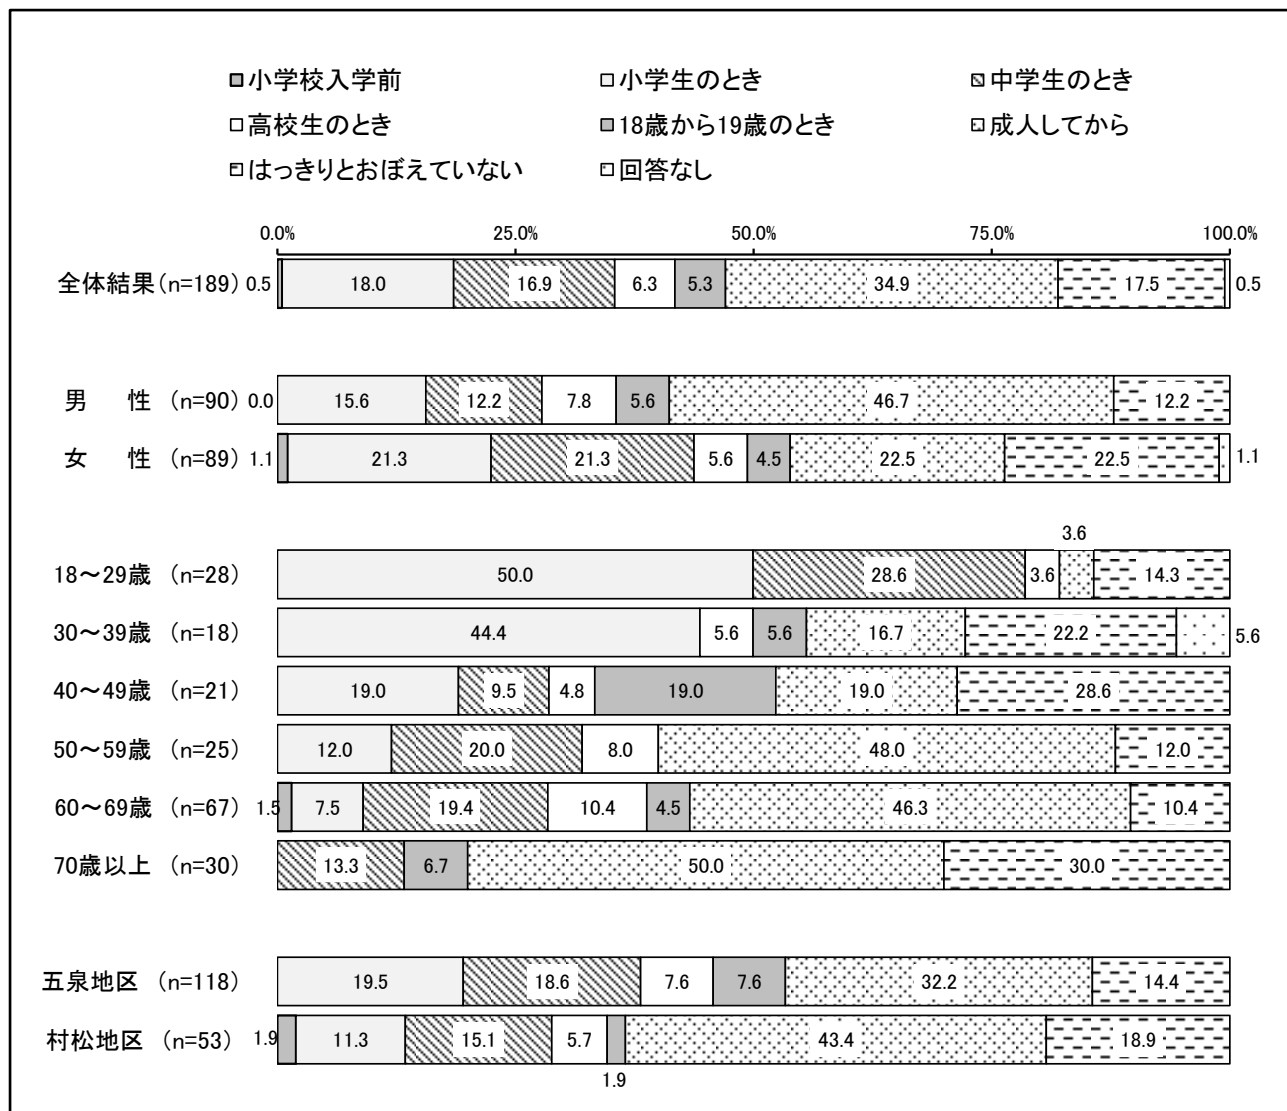 小学校入学前 小学生のとき 中学生のとき
高校生のとき 18歳から19歳のとき 成人してから
はっきりとおぼえていない 回答なし
0.0% 25.0% 50.0% 75.0% 100.0%
全体結果(n=189) 0.5 18.0 16.9 6.3 5.3 34.9 17.5 0.5
男 性 (n=90) 0.0 15.6 12.2 7.8 5.6 46.7 12.2
女 性 (n=89) 1.1 21.3 21.3 5.6 4.5 22.5 22.5 1.1
3.6
18～29歳 (n=28) 50.0 28.6 3.6 14.3
30～39歳 (n=18) 44.4 5.6 5.6 16.7 22.2 5.6
40～49歳 (n=21) 19.0 9.5 4.8 19.0 19.0 28.6
50～59歳 (n=25) 12.0 20.0 8.0 48.0 12.0
60～69歳 (n=67) 1.5 7.5 19.4 10.4 4.5 46.3 10.4
70歳以上 (n=30) 13.3 6.7 50.0 30.0
五泉地区 (n=118) 19.5 18.6 7.6 7.6 32.2 14.4
村松地区 (n=53) 1.9 11.3 15.1 5.7 43.4 18.9
1.9